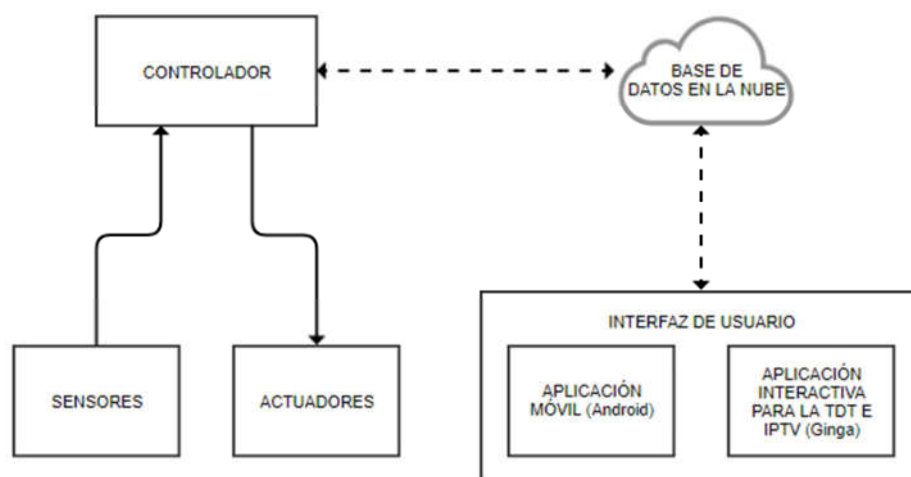 CONTROLADOR
BASE DE
DATOS EN LA NUBE
INTERFAZ DE USUARIO
SENSORES
ACTUADORES
APLICACIÓN
MÓVIL (Android)
APLICACIÓN
INTERACTIVA
PARA LA TDT E
IPTV (Ginga)